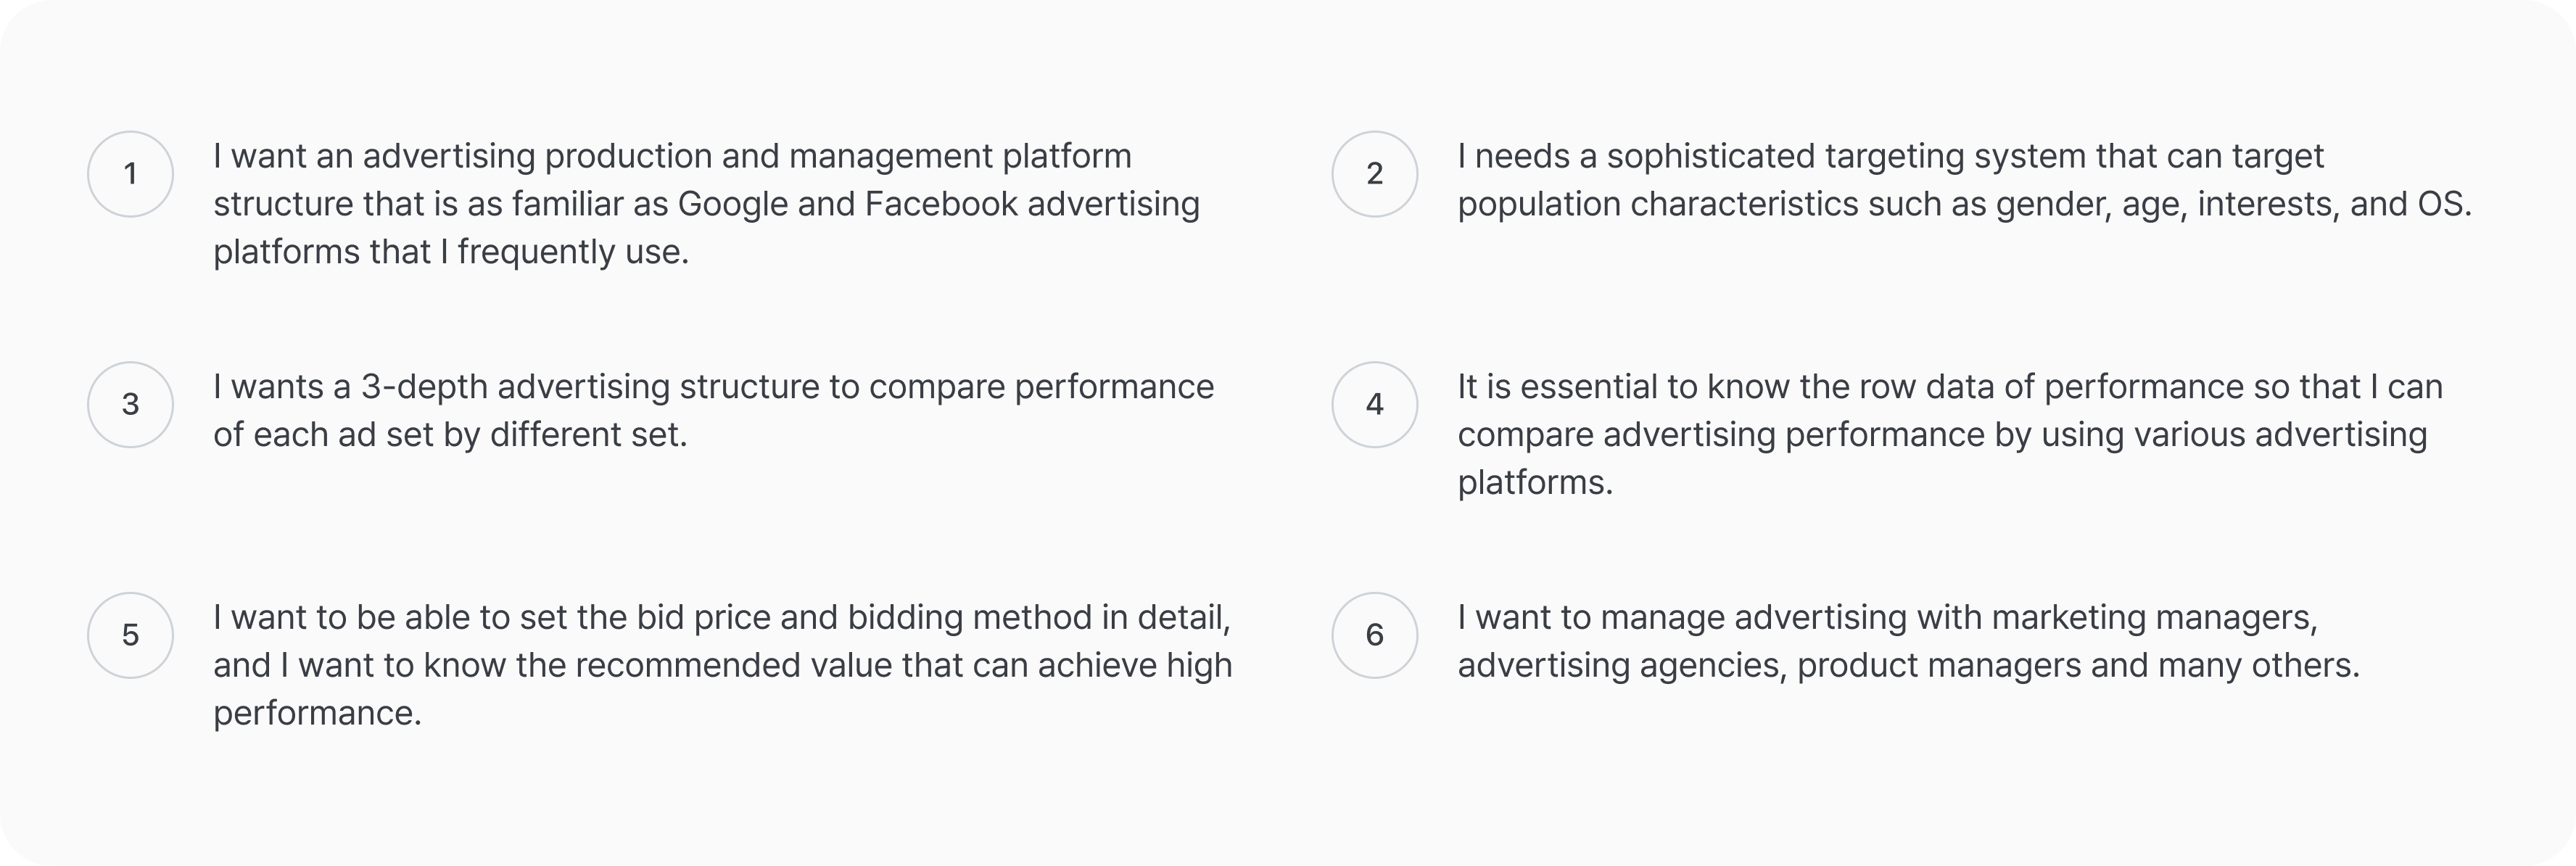 1
I want an advertising production and management platform
structure that is as familiar as Google and Facebook advertising
platforms that I frequently use.
2
I needs a sophisticated targeting system that can target
population characteristics such as gender, age, interests, and OS.
3
I wants a 3-depth advertising structure to compare performance
of each ad set by different set.
4
It is essential to know the row data of performance so that I can
compare advertising performance by using various advertising
platforms.
5
I want to be able to set the bid price and bidding method in detail,
and I want to know the recommended value that can achieve high
performance.
6
I want to manage advertising with marketing managers,
advertising agencies, product managers and many others.